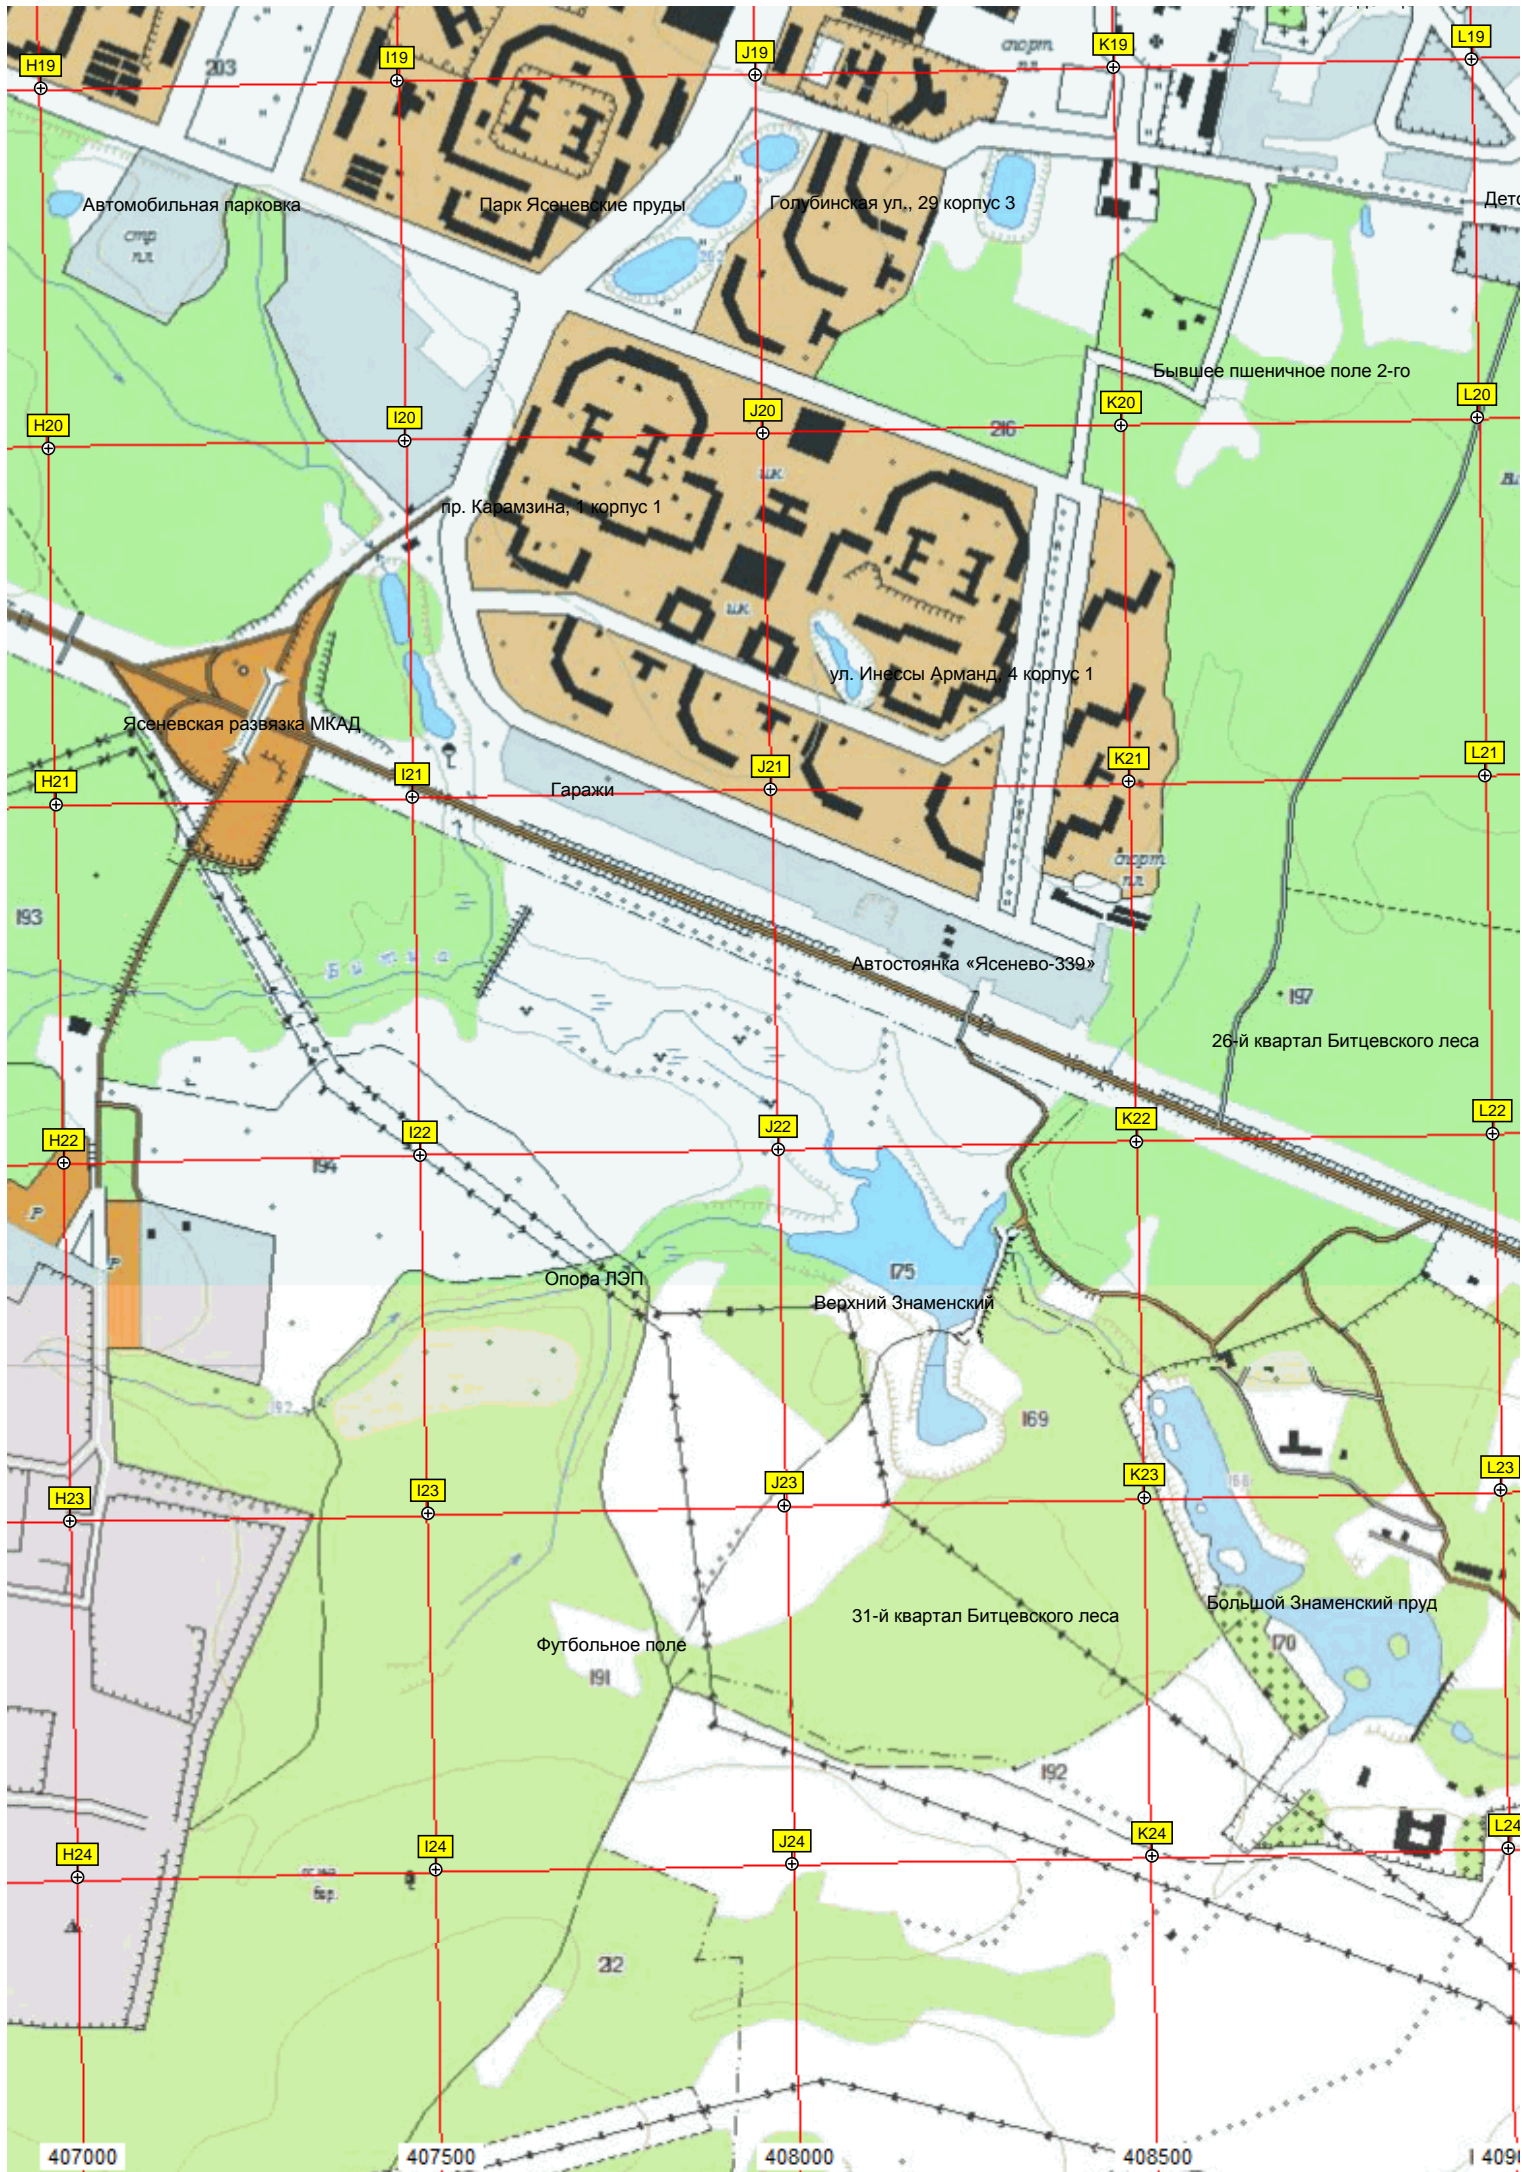 спорт.
пл.
H19
I19
J19
K19
L19
203
Автомобильная парковка
Парк Ясеневские пруды
Голубинская ул., 29 корпус 3
стр
пл.
202
Бывшее пшеничное поле 2-го
H20
I20
J20
K20
L20
216
шк
пр. Карамзина, 1 корпус 1
шк
ул. Инессы Арманд, 4 корпус 1
Ясеневская развязка МКАД
H21
I21
J21
K21
L21
Гаражи
спорт
пл.
193
Битца
Автостоянка «Ясенево-339»
197
26-й квартал Битцевского леса
H22
I22
J22
K22
L22
194
P
P
175
Опора ЛЭП
Верхний Знаменский
192
169
H23
I23
J23
K23
L23
168
31-й квартал Битцевского леса
Большой Знаменский пруд
Футбольное поле
170
191
192
H24
I24
J24
K24
L24
бар.
212
407000
407500
408000
408500